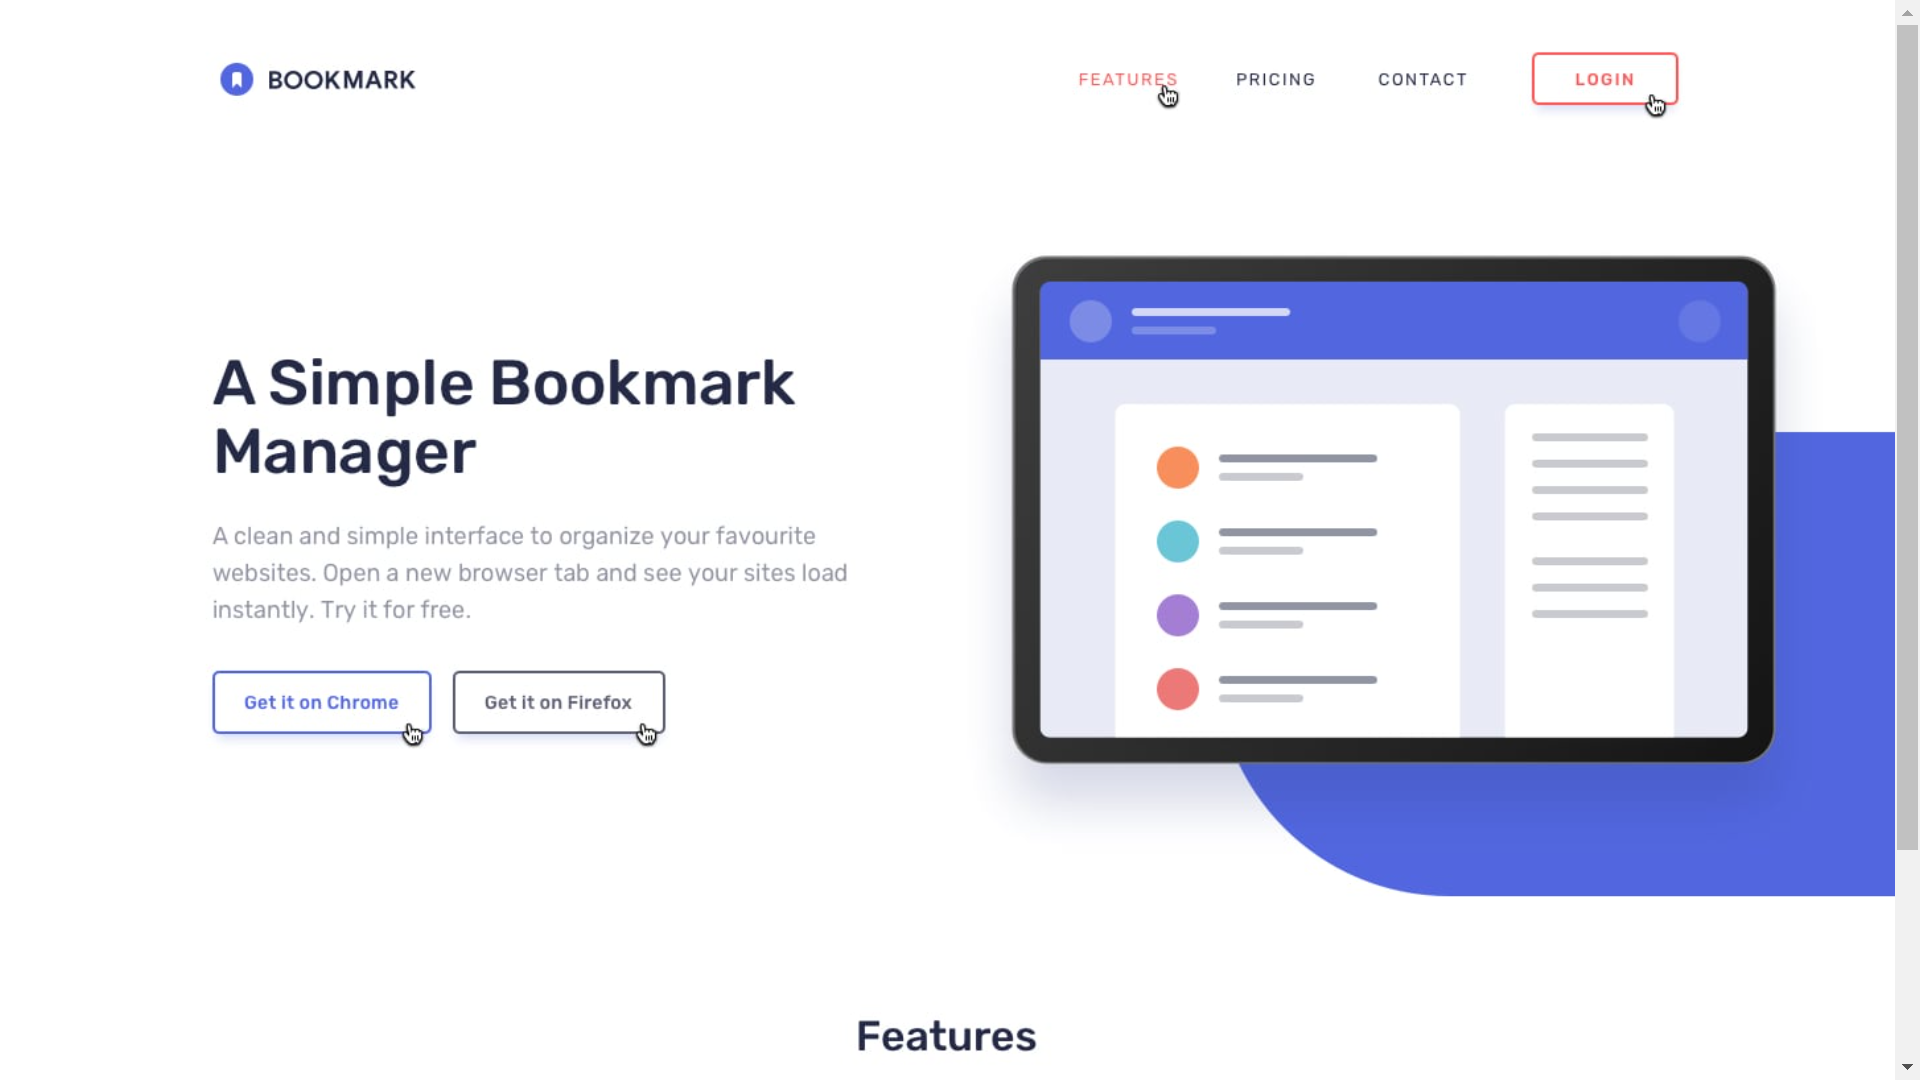 BOOKMARK
FEATURES
PRICING
CONTACT
LOGIN
A Simple Bookmark
Manager
A clean and simple interface to organize your favourite
websites. Open a new browser tab and see your sites load
instantly. Try it for free.
Get it on Chrome
Get it on Firefox
Features